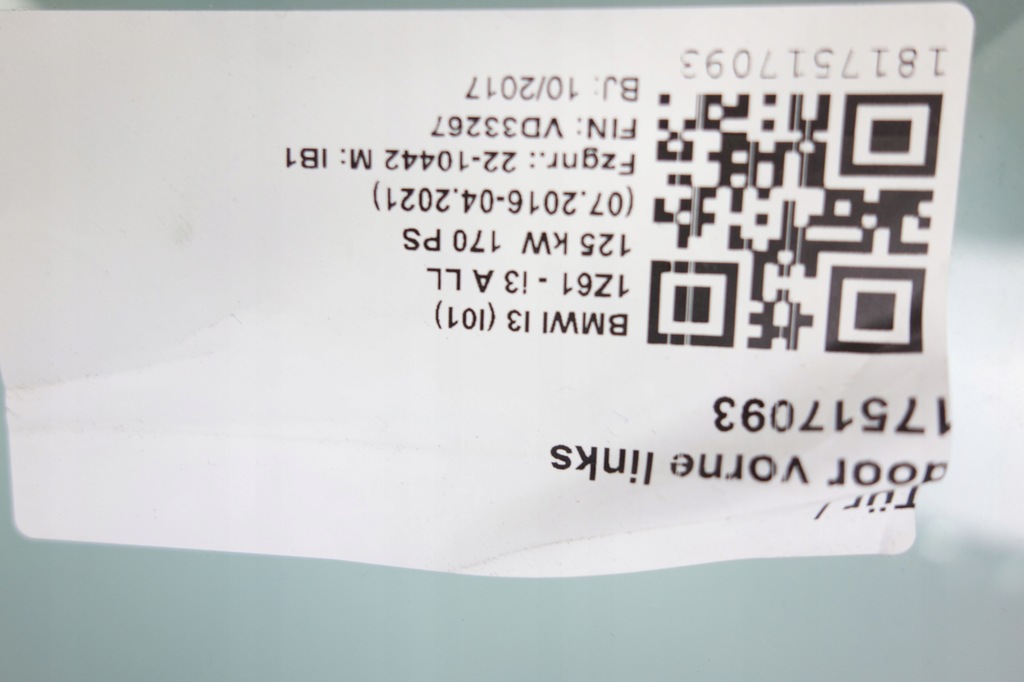 Tür/
door vorne links
17517093
BMWI I3 (I01)
1Z61 - i3 A LL
125 kW 170 PS
(07.2016-04.2021)
Fzgnr.: 22-10442 M: IB1
FIN: VD33267
BJ: 10/2017
1817517093